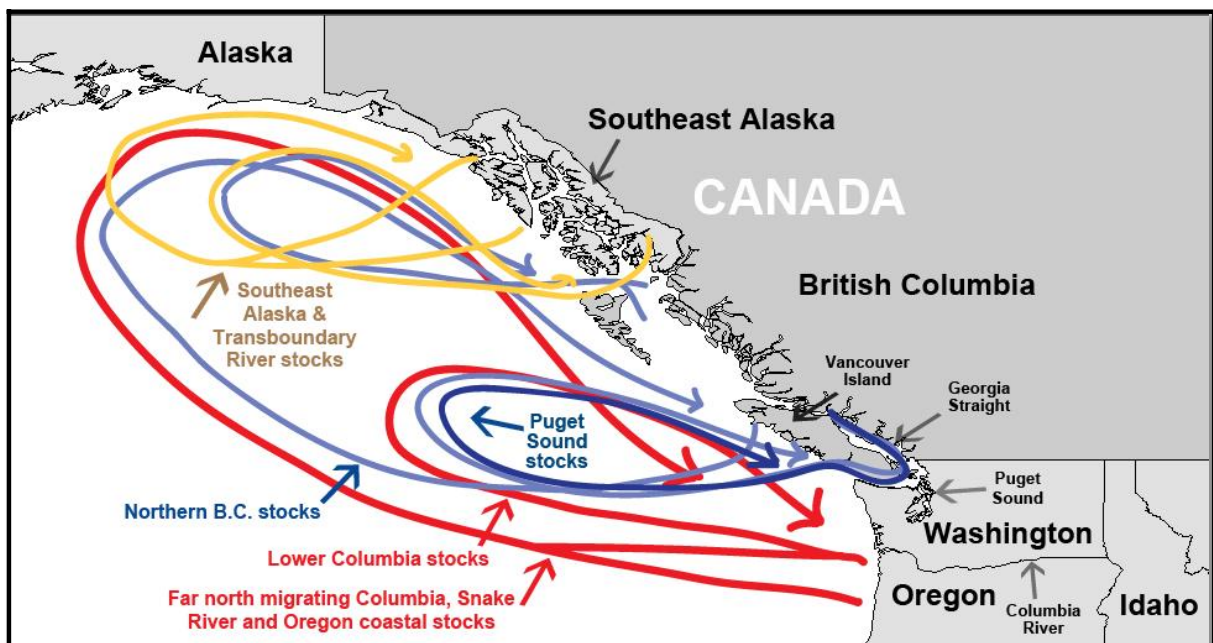 Alaska
Southeast Alaska
CANADA
British Columbia
Southeast
Alaska &
Transboundary
River stocks
Vancouver
Island
Georgia
Straight
Puget
Sound
stocks
Puget
Sound
Northern B.C. stocks
Washington
Lower Columbia stocks
Far north migrating Columbia, Snake
River and Oregon coastal stocks
Oregon
Columbia
River
Idaho